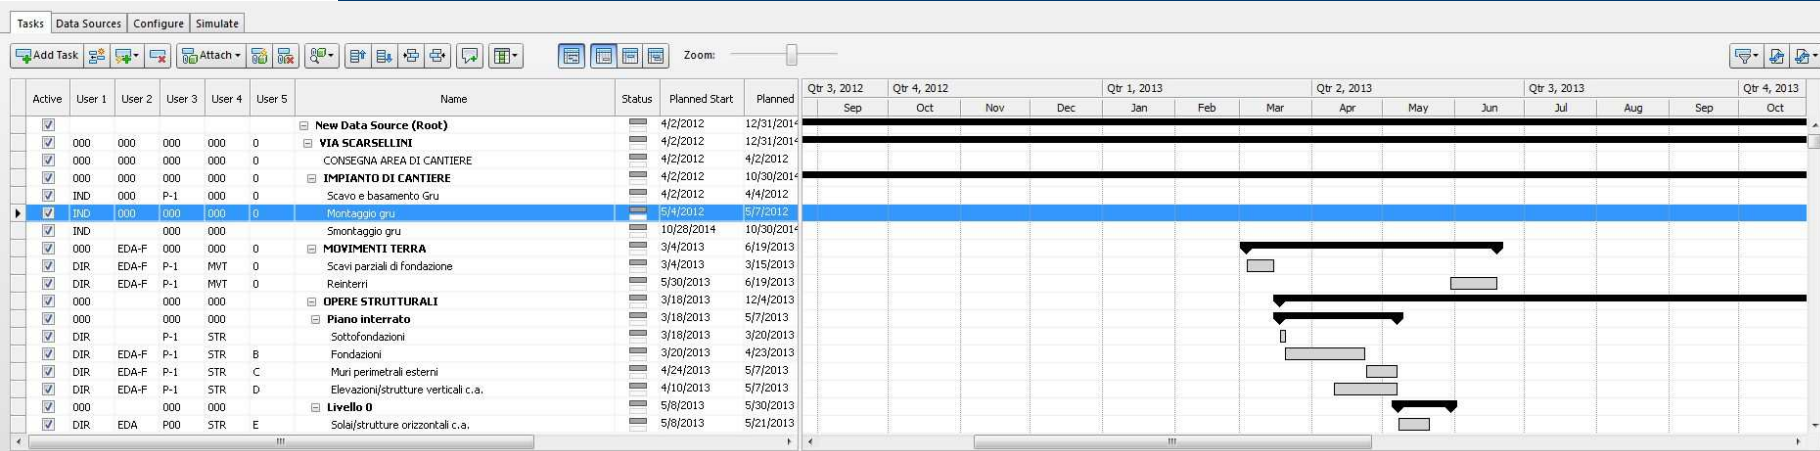 Tasks Data Sources Configure Simulate
Add Task Attach Zoom:
Active User 1 User 2 User 3 User 4 User 5 Name Status Planned Start Planned
Qtr 3, 2012 Qtr 4, 2012 Qtr 1, 2013 Qtr 2, 2013 Qtr 3, 2013 Qtr 4, 2013
Sep Oct Nov Dec Jan Feb Mar Apr May Jun Jul Aug Sep Oct
New Data Source (Root) 4/2/2012 12/31/2014
000 000 000 000 0 VIA SCARSELLINI 4/2/2012 12/31/2014
000 000 000 000 0 CONSEGNA AREA DI CANTIERE 4/2/2012 4/2/2012
000 000 000 000 0 IMPIANTO DI CANTIERE 4/2/2012 10/30/2014
IND 000 P-1 000 0 Scavo e basamento Gru 4/2/2012 4/4/2012
IND 000 000 000 0 Montaggio gru 5/4/2012 5/7/2012
IND 000 000 Smontaggio gru 10/28/2014 10/30/2014
000 EDA-F 000 000 0 MOVIMENTI TERRA 3/4/2013 6/19/2013
DIR EDA-F P-1 MVT 0 Scavi parziali di fondazione 3/4/2013 3/15/2013
DIR EDA-F P-1 MVT 0 Reinterri 5/30/2013 6/19/2013
000 000 000 OPERE STRUTTURALI 3/18/2013 12/4/2013
000 000 000 Piano interrato 3/18/2013 5/7/2013
DIR P-1 STR Sottofondazioni 3/18/2013 3/20/2013
DIR EDA-F P-1 STR B Fondazioni 3/20/2013 4/23/2013
DIR EDA-F P-1 STR C Muri perimetrali esterni 4/24/2013 5/7/2013
DIR EDA-F P-1 STR D Elevazioni/strutture verticali c.a. 4/10/2013 5/7/2013
000 000 000 Livello 0 5/8/2013 5/30/2013
DIR EDA P00 STR E Solai/strutture orizzontali c.a. 5/8/2013 5/21/2013